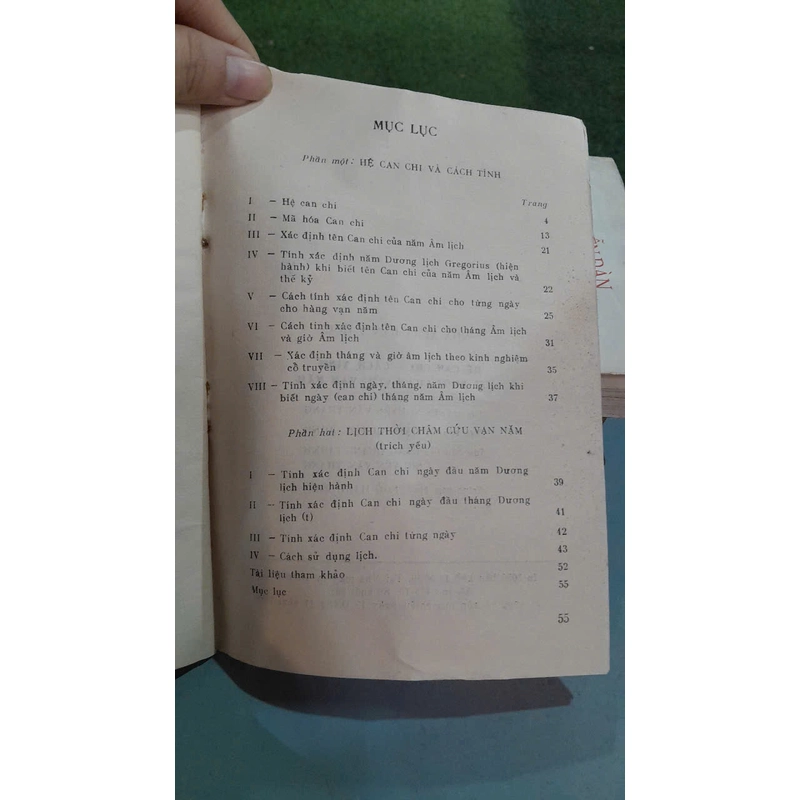 MỤC LỤC
Phần một: HỆ CAN CHI VÀ CÁCH TÍNH
Trang
I – Hệ can chi 4
II – Mã hóa Can chi 13
III – Xác định tên Can chi của năm Âm lịch 21
IV – Tính xác định năm Dương lịch Gregorius (hiện
hành) khi biết tên Can chi của năm Âm lịch và
thế kỷ 22
V – Cách tính xác định tên Can chi cho từng ngày
cho hàng vạn năm 25
VI – Cách tính xác định tên Can chi cho tháng Âm lịch
và giờ Âm lịch 31
VII – Xác định tháng và giờ âm lịch theo kinh nghiệm
cổ truyền 35
VIII – Tính xác định ngày, tháng, năm Dương lịch khi
biết ngày (can chi) tháng năm Âm lịch 37
Phần hai: LỊCH THỜI CHÂM CỨU VẠN NĂM
(trích yếu)
I – Tính xác định Can chi ngày đầu năm Dương
lịch hiện hành 39
II – Tính xác định Can chi ngày đầu tháng Dương
lịch (t) 41
III – Tính xác định Can chi từng ngày 42
IV – Cách sử dụng lịch. 43
Tài liệu tham khảo 52
Mục lục 55
55